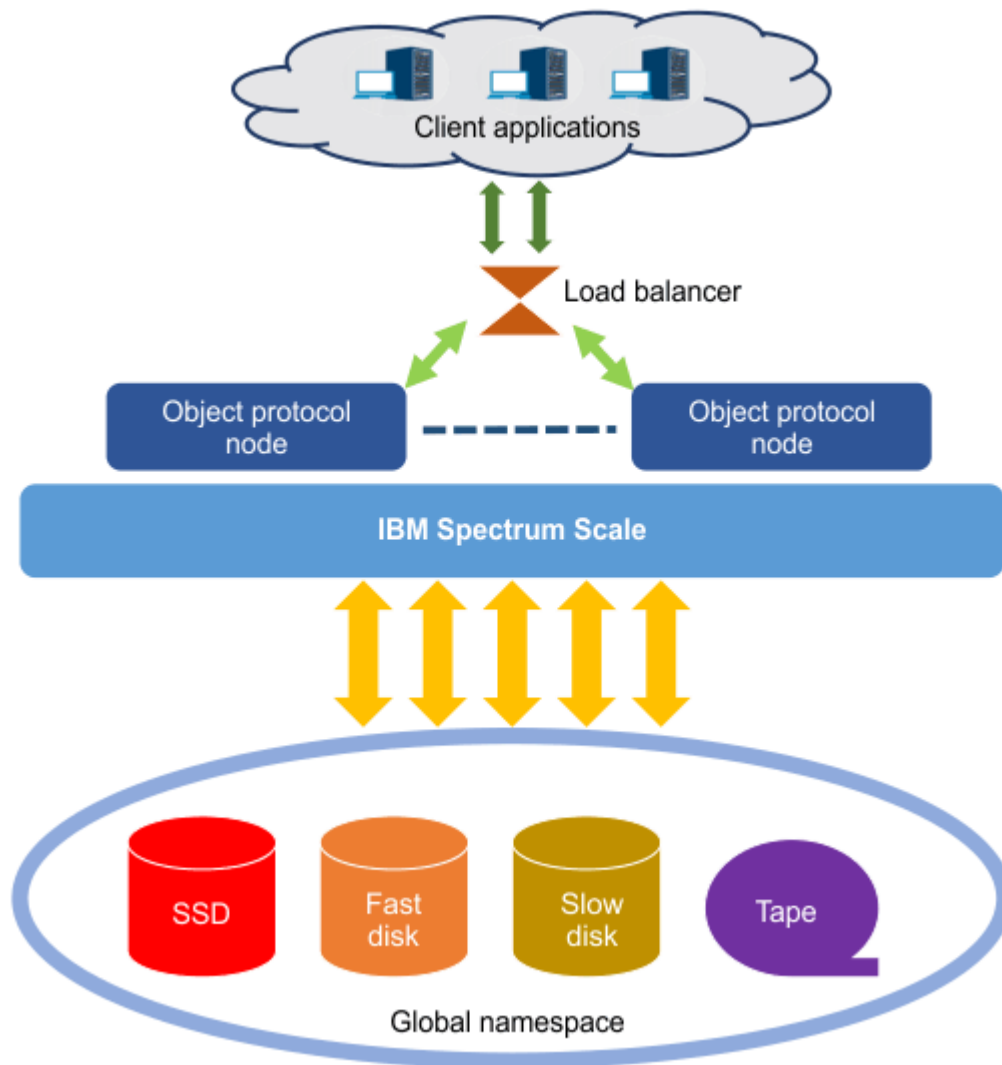 Client applications
Load balancer
Object protocol
node
Object protocol
node
IBM Spectrum Scale
SSD
Fast
disk
Slow
disk
Tape
Global namespace